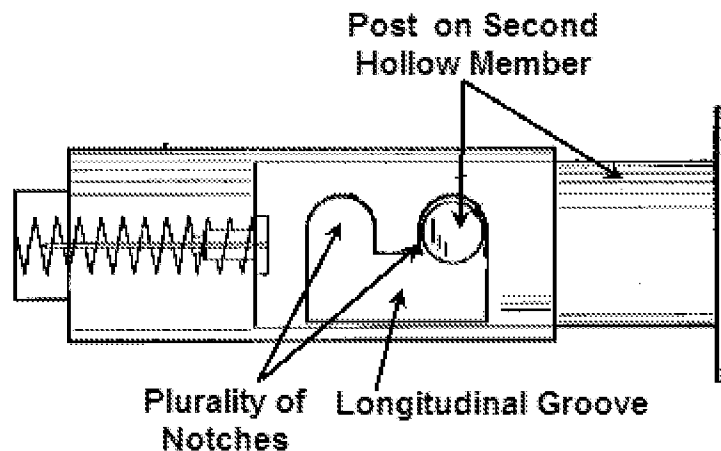 Post on Second
Hollow Member
Plurality of
Notches
Longitudinal Groove